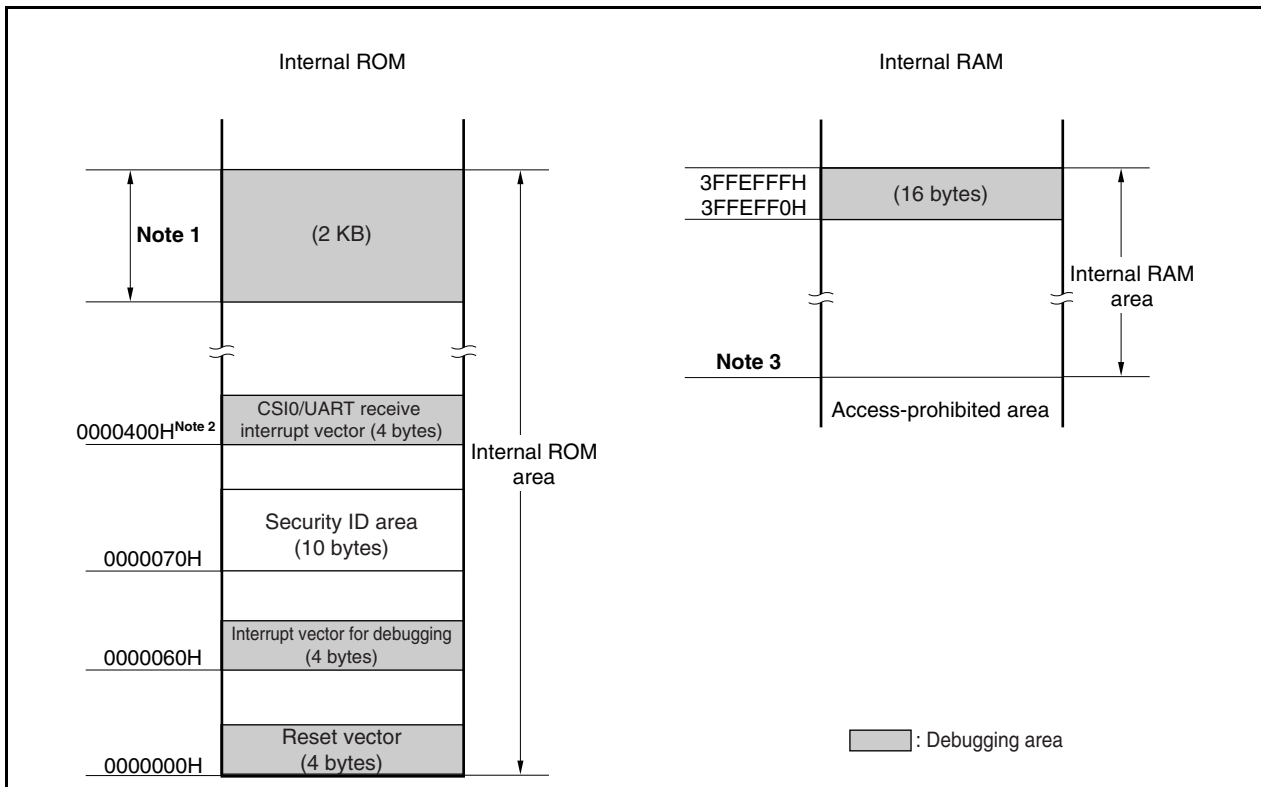 Internal ROM
Note 1
(2 KB)
CSI0/UART receive
interrupt vector (4 bytes)
0000400H Note 2
Internal ROM
area
Security ID area
(10 bytes)
0000070H
Interrupt vector for debugging
(4 bytes)
0000060H
Reset vector
(4 bytes)
0000000H
Internal RAM
3FFEFFFH
(16 bytes)
3FFEFF0H
Internal RAM
area
Note 3
Access-prohibited area
: Debugging area